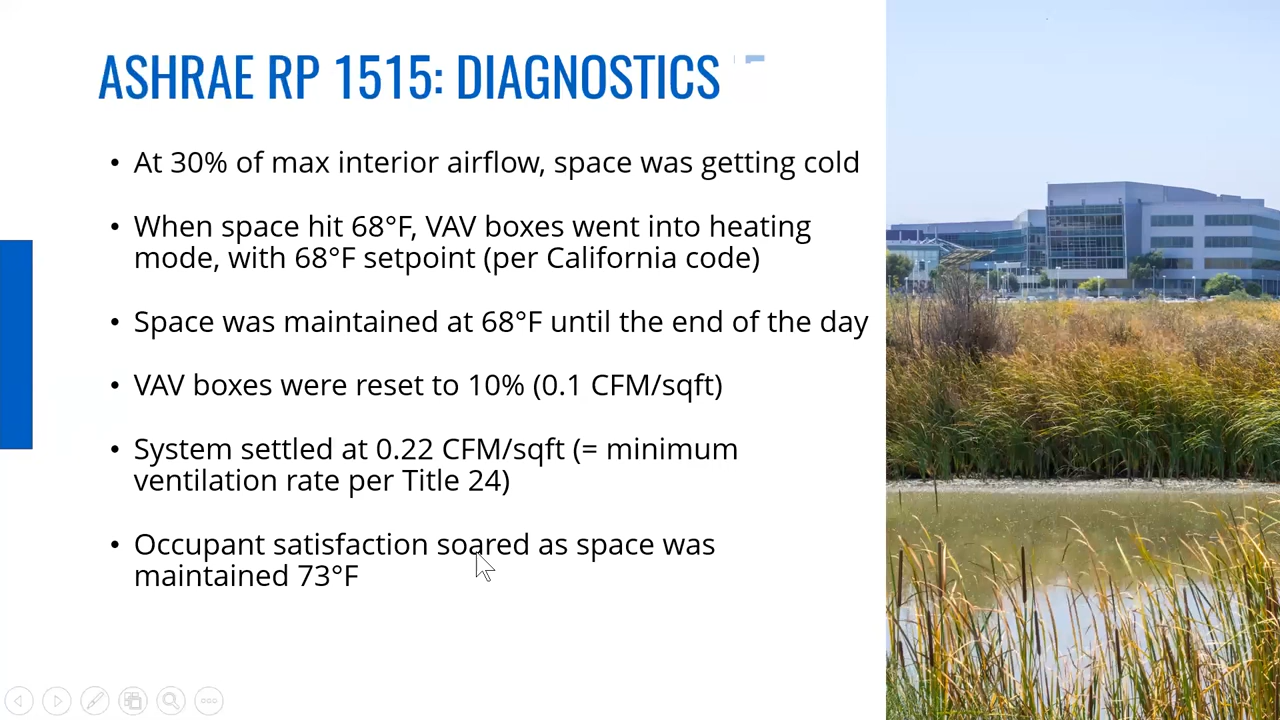 ASHRAE RP 1515: DIAGNOSTICS
• At 30% of max interior airflow, space was getting cold
• When space hit 68°F, VAV boxes went into heating
mode, with 68°F setpoint (per California code)
• Space was maintained at 68°F until the end of the day
• VAV boxes were reset to 10% (0.1 CFM/sqft)
• System settled at 0.22 CFM/sqft (= minimum
ventilation rate per Title 24)
• Occupant satisfaction soared as space was
maintained 73°F